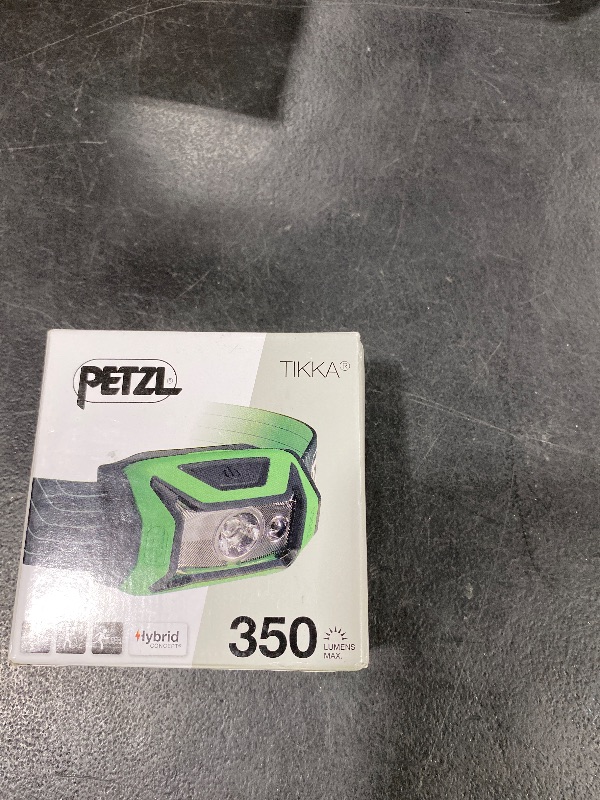 PETZL®
TIKKA®
Hybrid
CONCEPT
350
LUMENS
MAX.